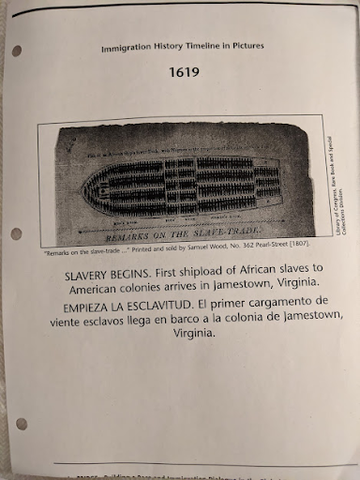 Immigration History Timeline in Pictures
1619
REMARKS ON THE SLAVE-TRADE.
Library of Congress, Rare Book and Special
Collections Division.
"Remarks on the slave-trade ..." Printed and sold by Samuel Wood, No. 362 Pearl-Street [1807].
SLAVERY BEGINS. First shipload of African slaves to
American colonies arrives in Jamestown, Virginia.
EMPIEZA LA ESCLAVITUD. El primer cargamento de
viente esclavos llega en barco a la colonia de Jamestown,
Virginia.